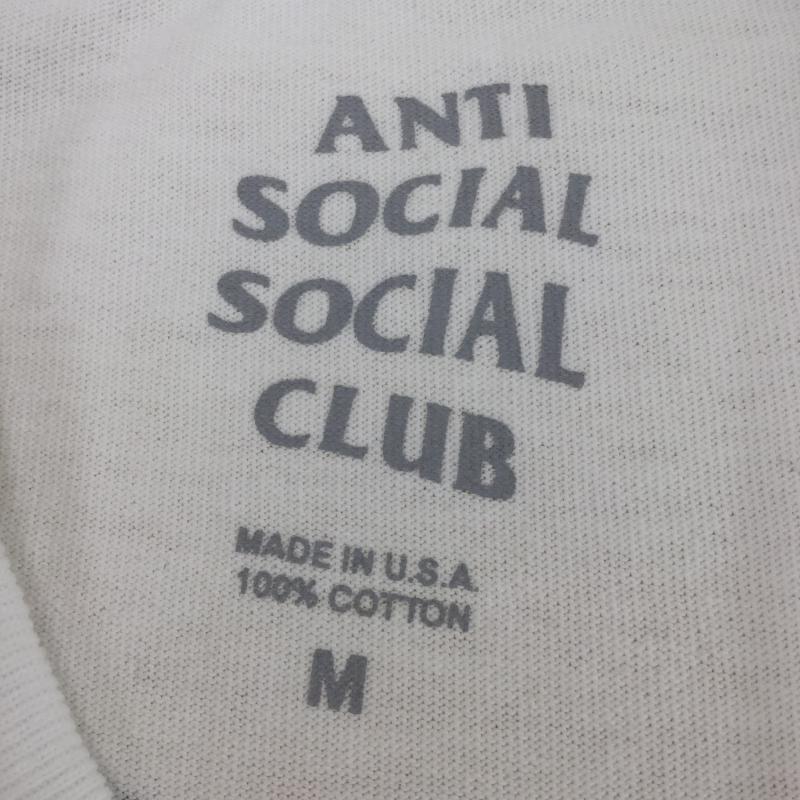 ANTI
SOCIAL
SOCIAL
CLUB
MADE IN U.S.A.
100% COTTON
M